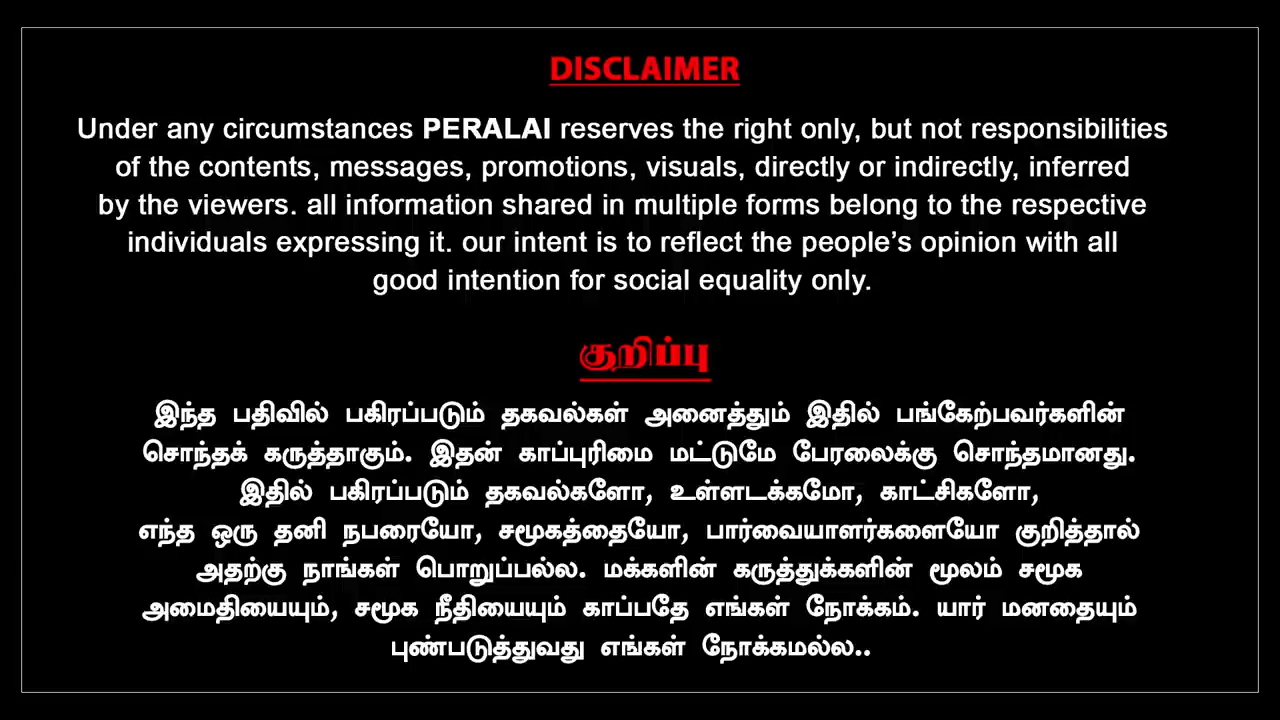 DISCLAIMER
Under any circumstances PERALAI reserves the right only, but not responsibilities
of the contents, messages, promotions, visuals, directly or indirectly, inferred
by the viewers. all information shared in multiple forms belong to the respective
individuals expressing it. our intent is to reflect the people’s opinion with all
good intention for social equality only.
குறிப்பு
இந்த பதிவில் பகிரப்படும் தகவல்கள் அனைத்தும் இதில் பங்கேற்பவர்களின்
சொந்தக் கருத்தாகும். இதன் காப்புரிமை மட்டுமே பேரலைக்கு சொந்தமானது.
இதில் பகிரப்படும் தகவல்களோ, உள்ளடக்கமோ, காட்சிகளோ,
எந்த ஒரு தனி நபரையோ, சமூகத்தையோ, பார்வையாளர்களையோ குறித்தால்
அதற்கு நாங்கள் பொறுப்பல்ல. மக்களின் கருத்துக்களின் மூலம் சமூக
அமைதியையும், சமூக நீதியையும் காப்பதே எங்கள் நோக்கம். யார் மனதையும்
புண்படுத்துவது எங்கள் நோக்கமல்ல..